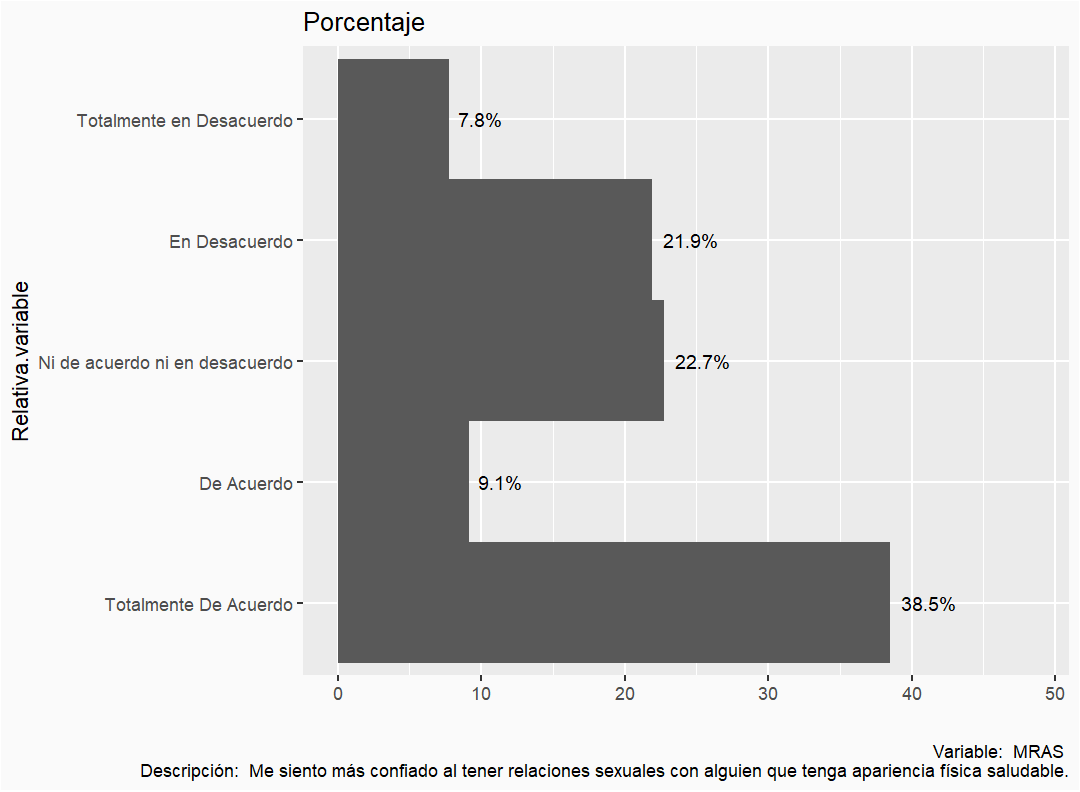 Porcentaje
Relativa.variable
Totalmente en Desacuerdo
7.8%
En Desacuerdo
21.9%
Ni de acuerdo ni en desacuerdo
22.7%
De Acuerdo
9.1%
Totalmente De Acuerdo
38.5%
0 10 20 30 40 50
Variable: MRAS
Descripción: Me siento más confiado al tener relaciones sexuales con alguien que tenga apariencia física saludable.